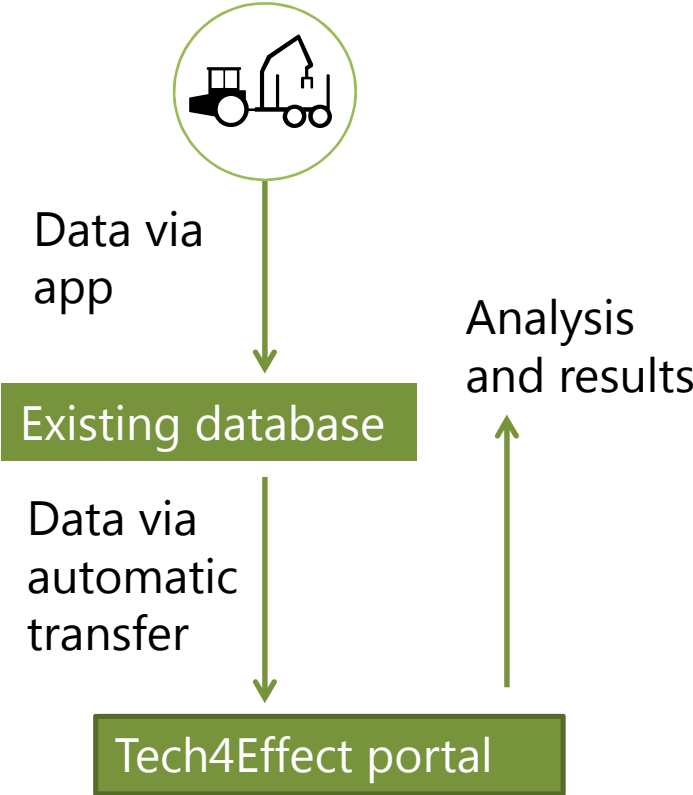 Data via
app
Analysis
and results
Existing database
Data via
automatic
transfer
Tech4Effect portal